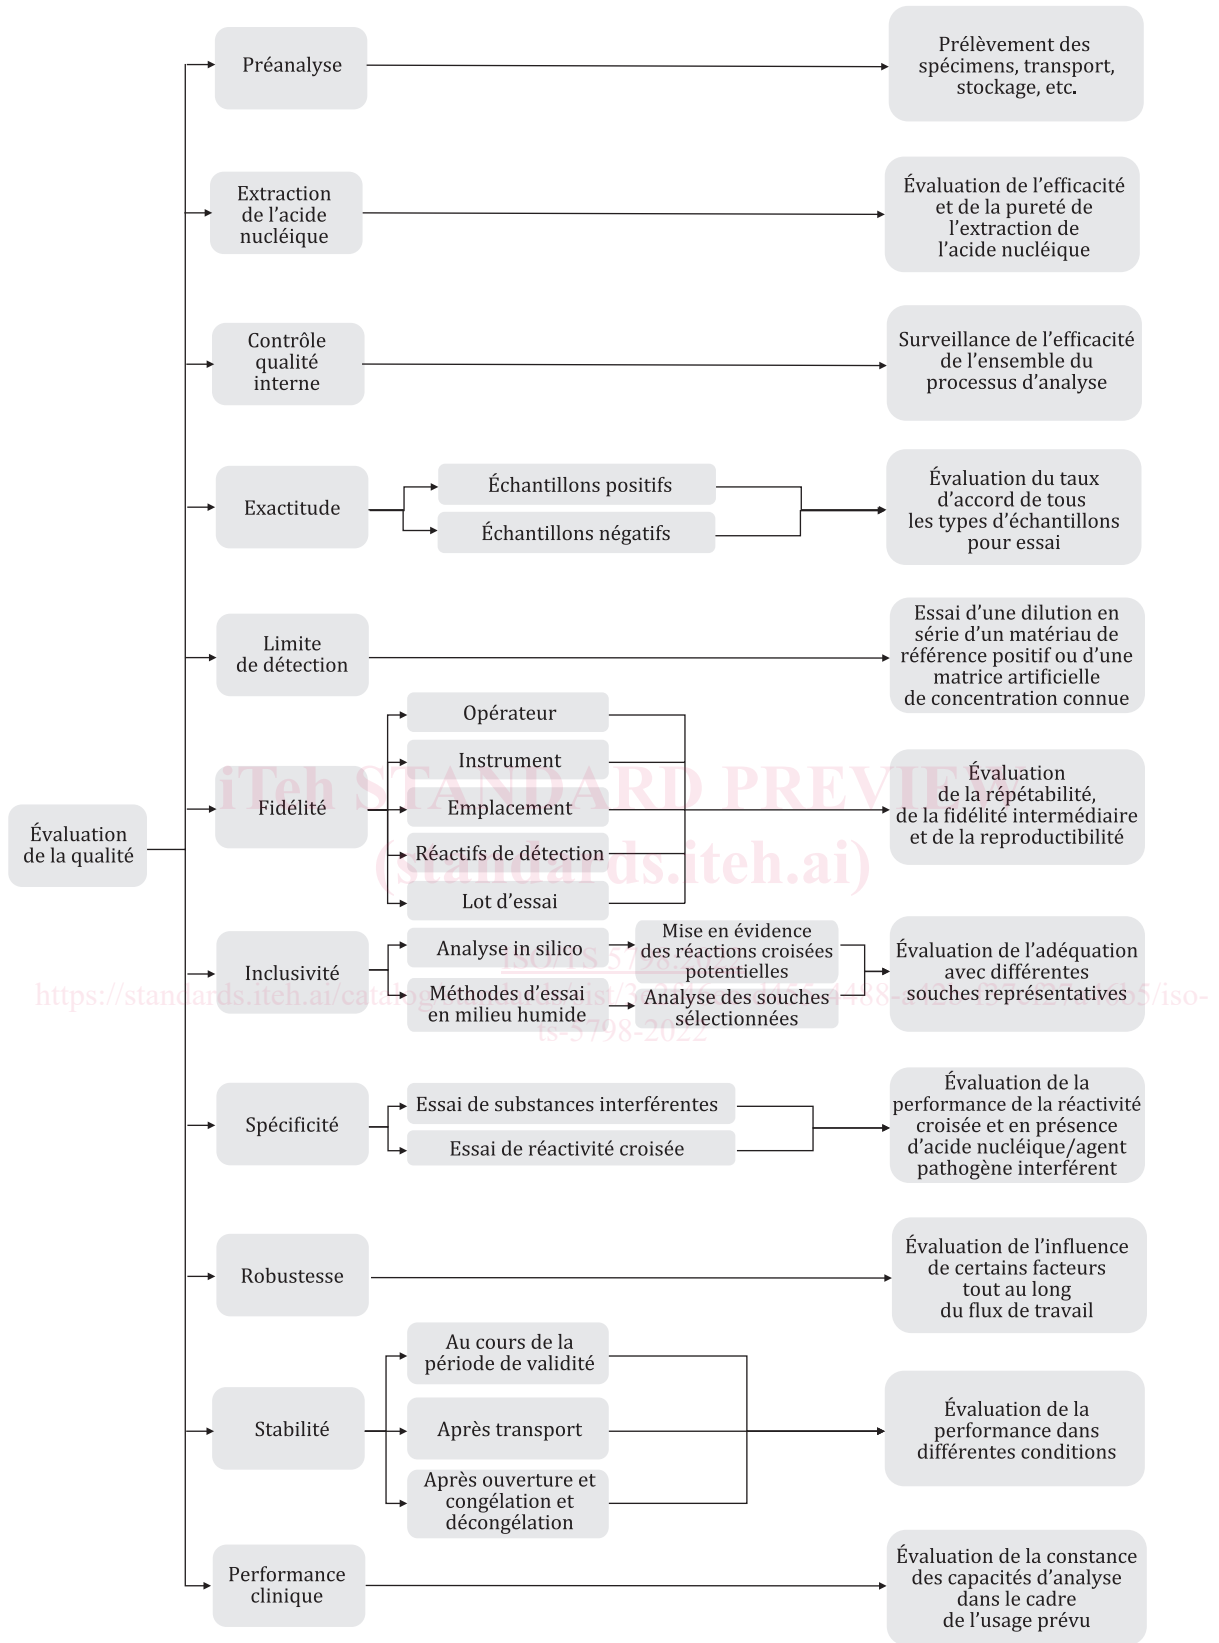 Préanalyse
Prélèvement des
spécimens, transport,
stockage, etc.
Extraction
de l’acide
nucléique
Évaluation de l’efficacité
et de la pureté de
l’extraction de
l’acide nucléique
Contrôle
qualité
interne
Surveillance de l’efficacité
de l’ensemble du
processus d’analyse
Exactitude
Échantillons positifs
Échantillons négatifs
Évaluation du taux
d’accord de tous
les types d’échantillons
pour essai
Limite
de détection
Essai d’une dilution en
série d’un matériau de
référence positif ou d’une
matrice artificielle
de concentration connue
Évaluation
de la qualité
Fidélité
Opérateur
Instrument
Emplacement
Réactifs de détection
Lot d’essai
Évaluation
de la répétabilité,
de la fidélité intermédiaire
et de la reproductibilité
iTeh STANDARD PREVIEW
(standards.iteh.ai)
Inclusivité
Analyse in silico
Mise en évidence
des réactions croisées
potentielles
Méthodes d’essai
en milieu humide
Analyse des souches
sélectionnées
Évaluation de l’adéquation
avec différentes
souches représentatives
ISO/TS 5798:2022
ts-5798-2022
Spécificité
Essai de substances interférentes
Essai de réactivité croisée
Évaluation de la
performance de la réactivité
croisée et en présence
d’acide nucléique/agent
pathogène interférent
Robustesse
Évaluation de l’influence
de certains facteurs
tout au long
du flux de travail
Stabilité
Au cours de la
période de validité
Après transport
Après ouverture et
congélation et
décongélation
Évaluation de la
performance dans
différentes conditions
Performance
clinique
Évaluation de la constance
des capacités d’analyse
dans le cadre
de l’usage prévu